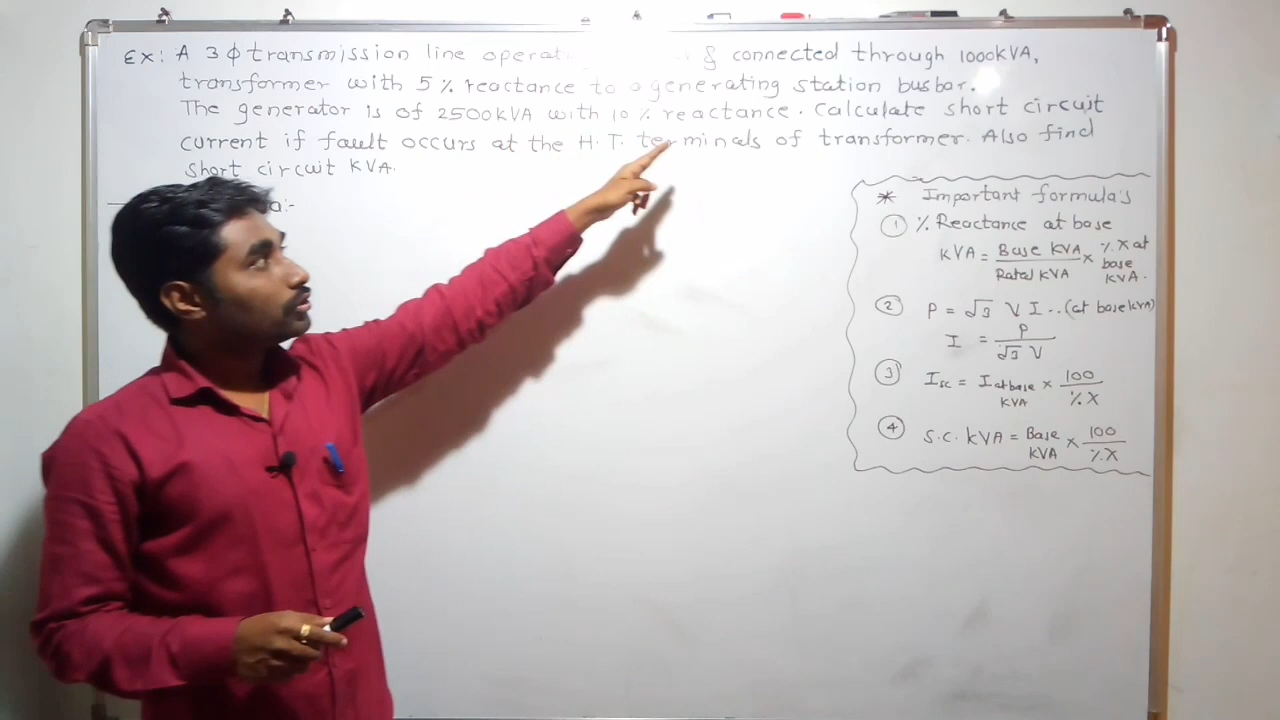 Ex: A 3ϕ transmission line operat & connected through 1000KVA,
transformer with 5% reactance to a generating station busbar.
The generator is of 2500KVA with 10% reactance. Calculate short circuit
current if fault occurs at the H.T. terminals of transformer. Also find
short circuit KVA.
a:-
* Important formula's
① % Reactance at base
KVA = Base KVA / Rated KVA × % X at base KVA.
② P = √3 V I .. (at base KVA)
I = P / √3 V
③ Isc = I at base KVA × 100 / % X
④ S.C. KVA = Base KVA × 100 / % X